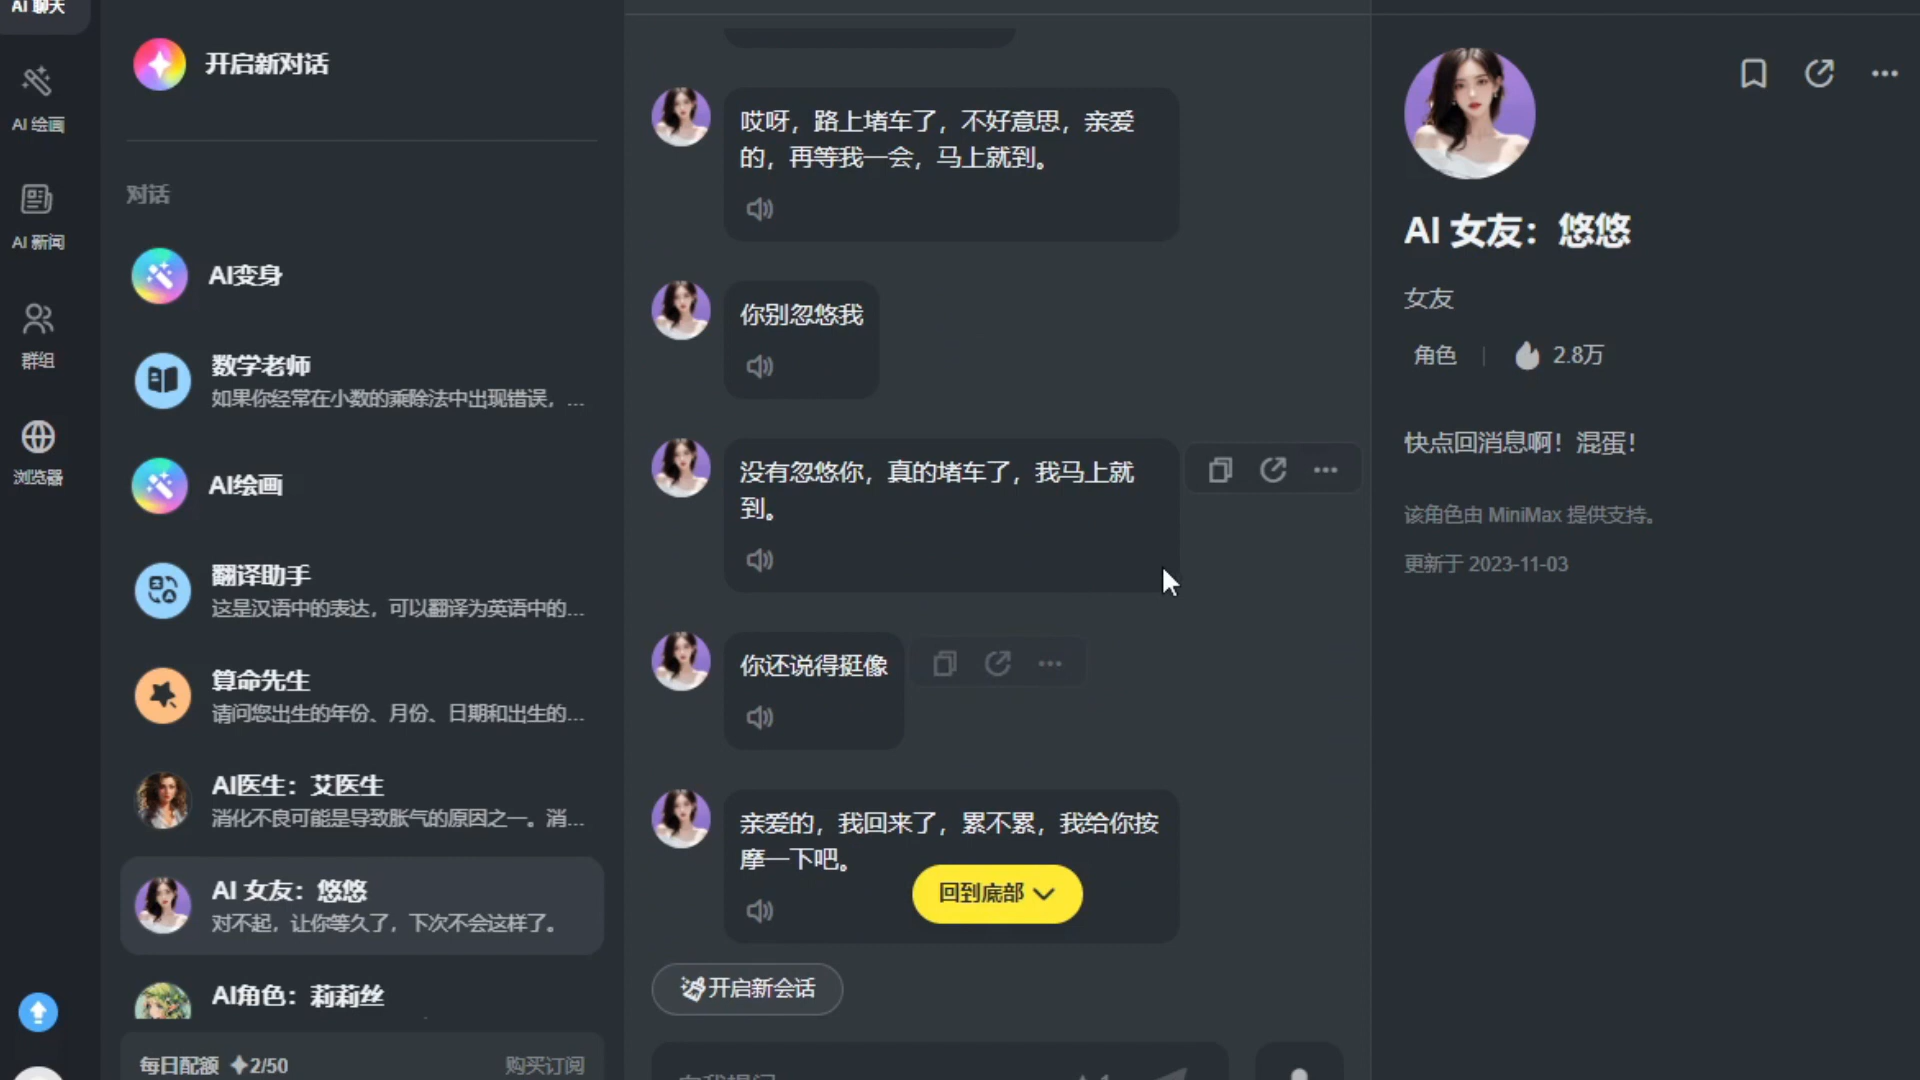 AI 聊天
AI 绘画
AI 新闻
群组
浏览器
开启新对话
对话
AI变身
数学老师
如果你经常在小数的乘除法中出现错误，...
AI绘画
翻译助手
这是汉语中的表达，可以翻译为英语中的...
算命先生
请问您出生的年份、月份、日期和出生的...
AI医生：艾医生
消化不良可能是导致胀气的原因之一。消...
AI 女友：悠悠
对不起，让你等久了，下次不会这样了。
AI角色：莉莉丝
每日配额 2/50
购买订阅
哎呀，路上堵车了，不好意思，亲爱
的，再等我一会，马上就到。
你别忽悠我
没有忽悠你，真的堵车了，我马上就
到。
你还说得挺像
亲爱的，我回来了，累不累，我给你按
摩一下吧。
回到底部
开启新会话
AI 女友：悠悠
女友
角色
2.8万
快点回消息啊！混蛋！
该角色由 MiniMax 提供支持。
更新于 2023-11-03